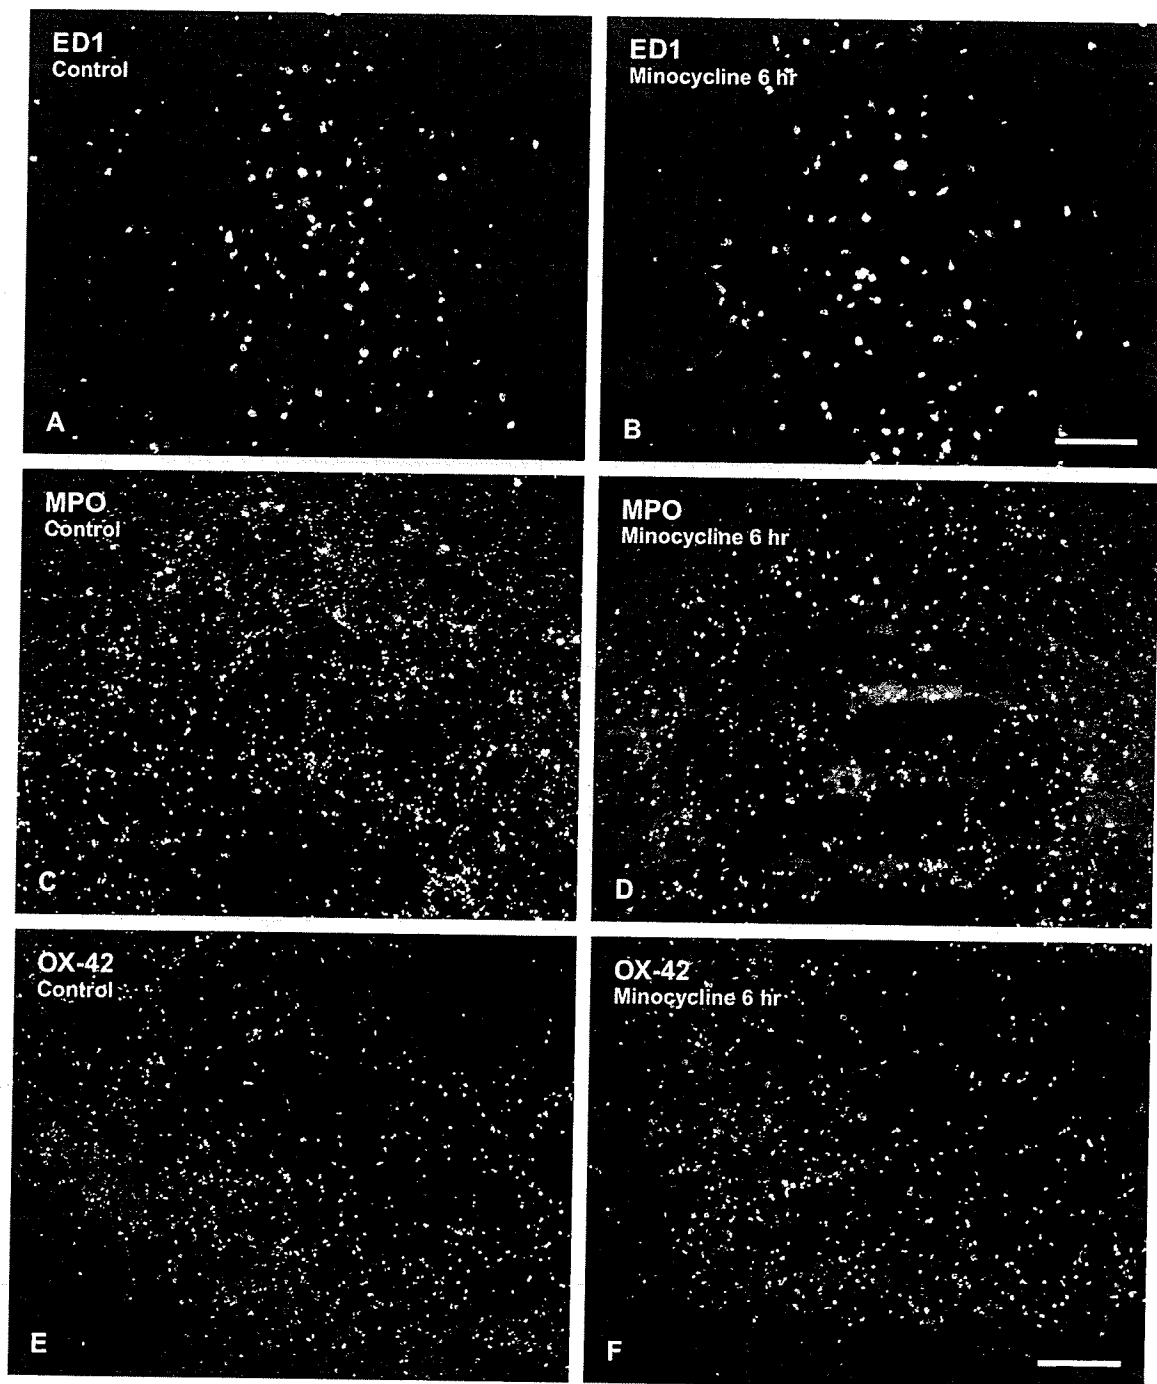 ED1
Control
A
ED1
Minocycline 6 hr
B
MPO
Control
C
MPO
Minocycline 6 hr
D
OX-42
Control
E
OX-42
Minocycline 6 hr
F